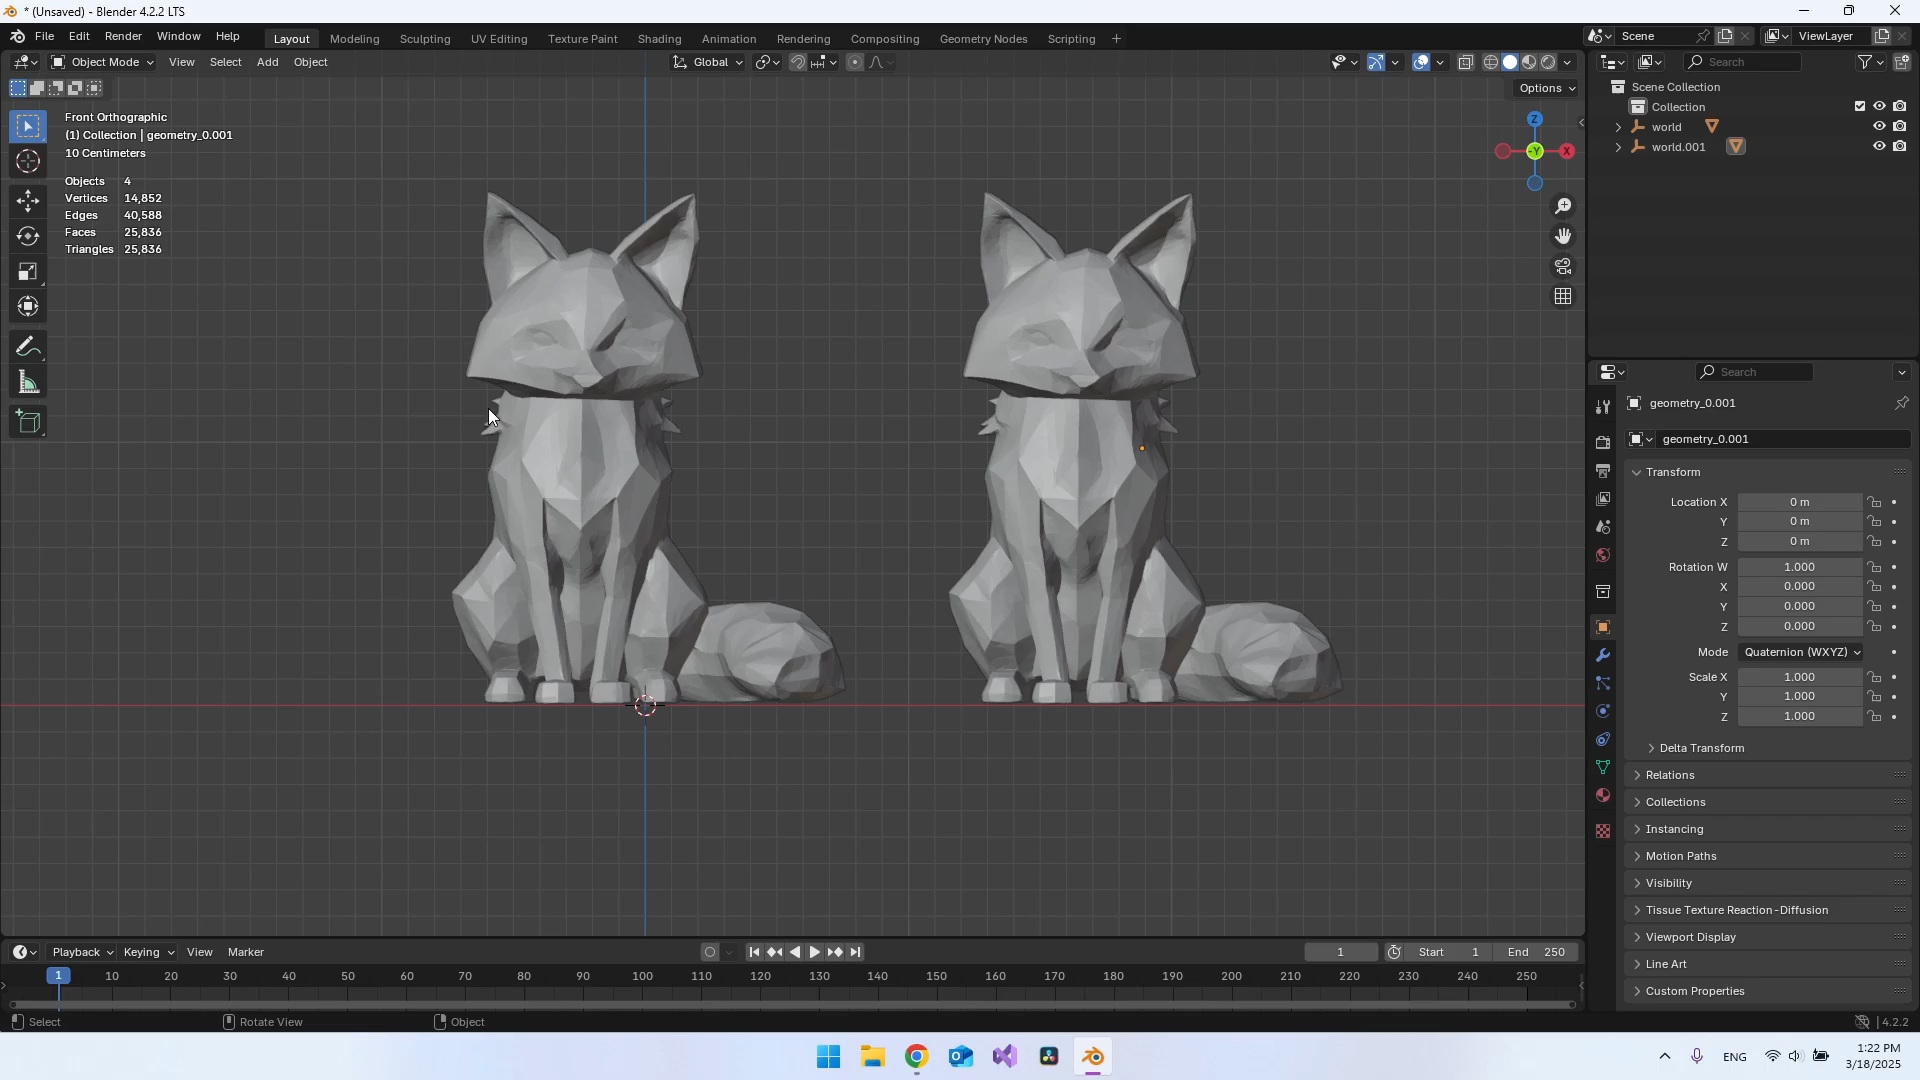 * (Unsaved) - Blender 4.2.2 LTS
File Edit Render Window Help
Layout Modeling Sculpting UV Editing Texture Paint Shading Animation Rendering Compositing Geometry Nodes Scripting +
Scene
ViewLayer
Object Mode View Select Add Object
Global
Options
Search
Front Orthographic
(1) Collection | geometry_0.001
10 Centimeters
Objects 4
Vertices 14,852
Edges 40,588
Faces 25,836
Triangles 25,836
Z
-Y
X
Scene Collection
Collection
world
world.001
Search
geometry_0.001
geometry_0.001
Transform
Location X 0 m
Y 0 m
Z 0 m
Rotation W 1.000
X 0.000
Y 0.000
Z 0.000
Mode Quaternion (WXYZ)
Scale X 1.000
Y 1.000
Z 1.000
Delta Transform
Relations
Collections
Instancing
Motion Paths
Visibility
Tissue Texture Reaction-Diffusion
Viewport Display
Line Art
Custom Properties
Playback Keying View Marker
1
Start 1
End 250
1 10 20 30 40 50 60 70 80 90 100 110 120 130 140 150 160 170 180 190 200 210 220 230 240 250
Select
Rotate View
Object
4.2.2
ENG
1:22 PM
3/18/2025